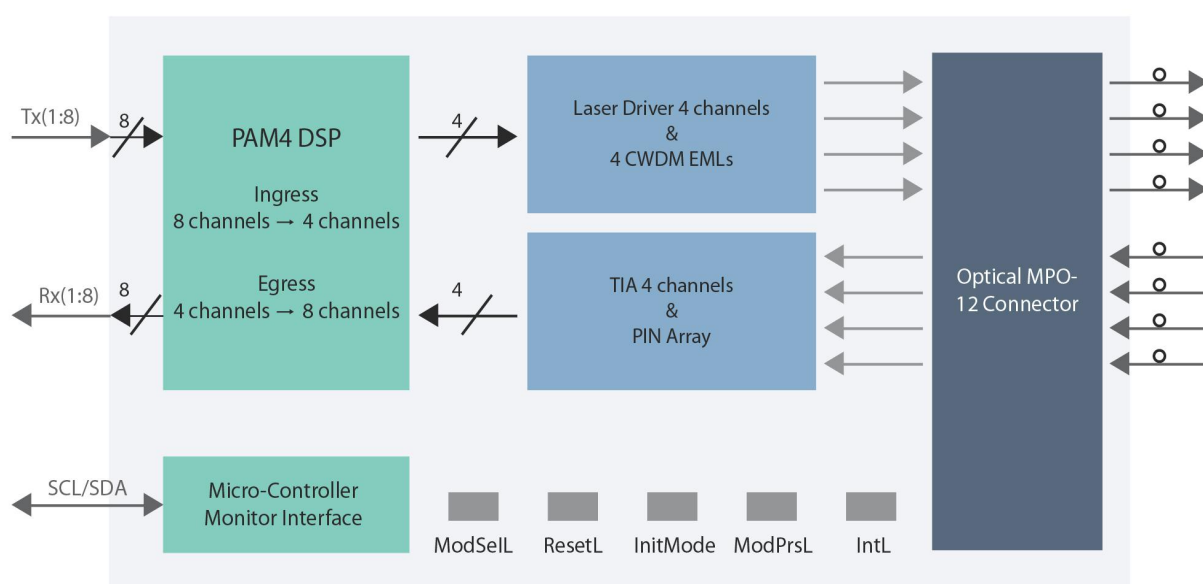 Tx(1:8)
8
PAM4 DSP
Ingress
8 channels → 4 channels
Egress
4 channels → 8 channels
Rx(1:8)
8
4
4
Laser Driver 4 channels
&
4 CWDM EMLs
TIA 4 channels
&
PIN Array
Optical MPO-
12 Connector
SCL/SDA
Micro-Controller
Monitor Interface
ModSelL
ResetL
InitMode
ModPrsL
IntL